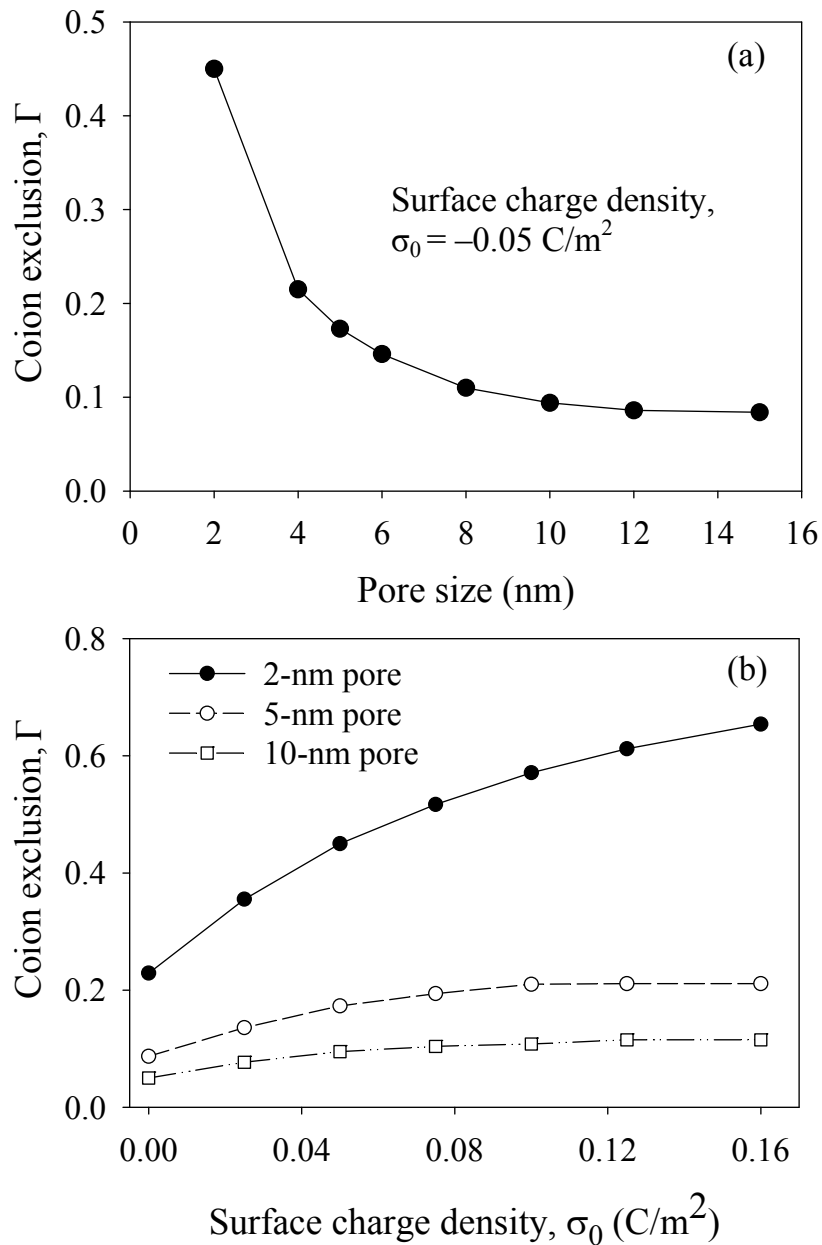 (a)
0.5
0.4
0.3
0.2
0.1
0.0
Coion exclusion, Γ
Surface charge density,
σ₀ = –0.05 C/m²
0 2 4 6 8 10 12 14 16
Pore size (nm)
(b)
0.8
0.6
0.4
0.2
0.0
Coion exclusion, Γ
2-nm pore
5-nm pore
10-nm pore
0.00 0.04 0.08 0.12 0.16
Surface charge density, σ₀ (C/m²)